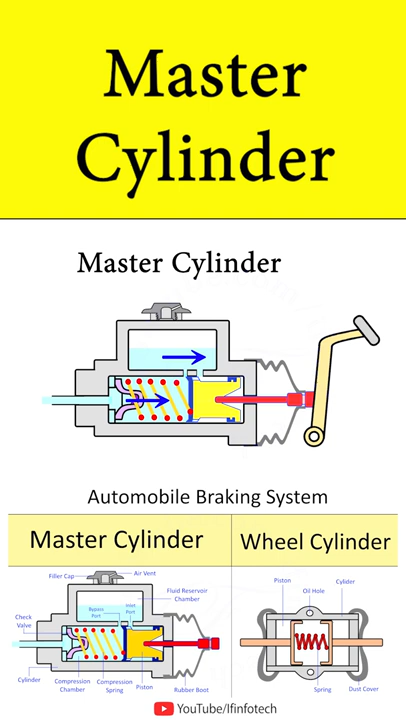 Master
Cylinder
Master Cylinder
Automobile Braking System
Master Cylinder
Wheel Cylinder
Filler Cap
Air Vent
Fluid Reservoir
Chamber
Bypass
Port
Inlet
Port
Check
Valve
Cylinder
Compression
Chamber
Compression
Spring
Piston
Rubber Boot
Piston
Oil Hole
Cylider
Spring
Dust Cover
YouTube/Ifinfotech